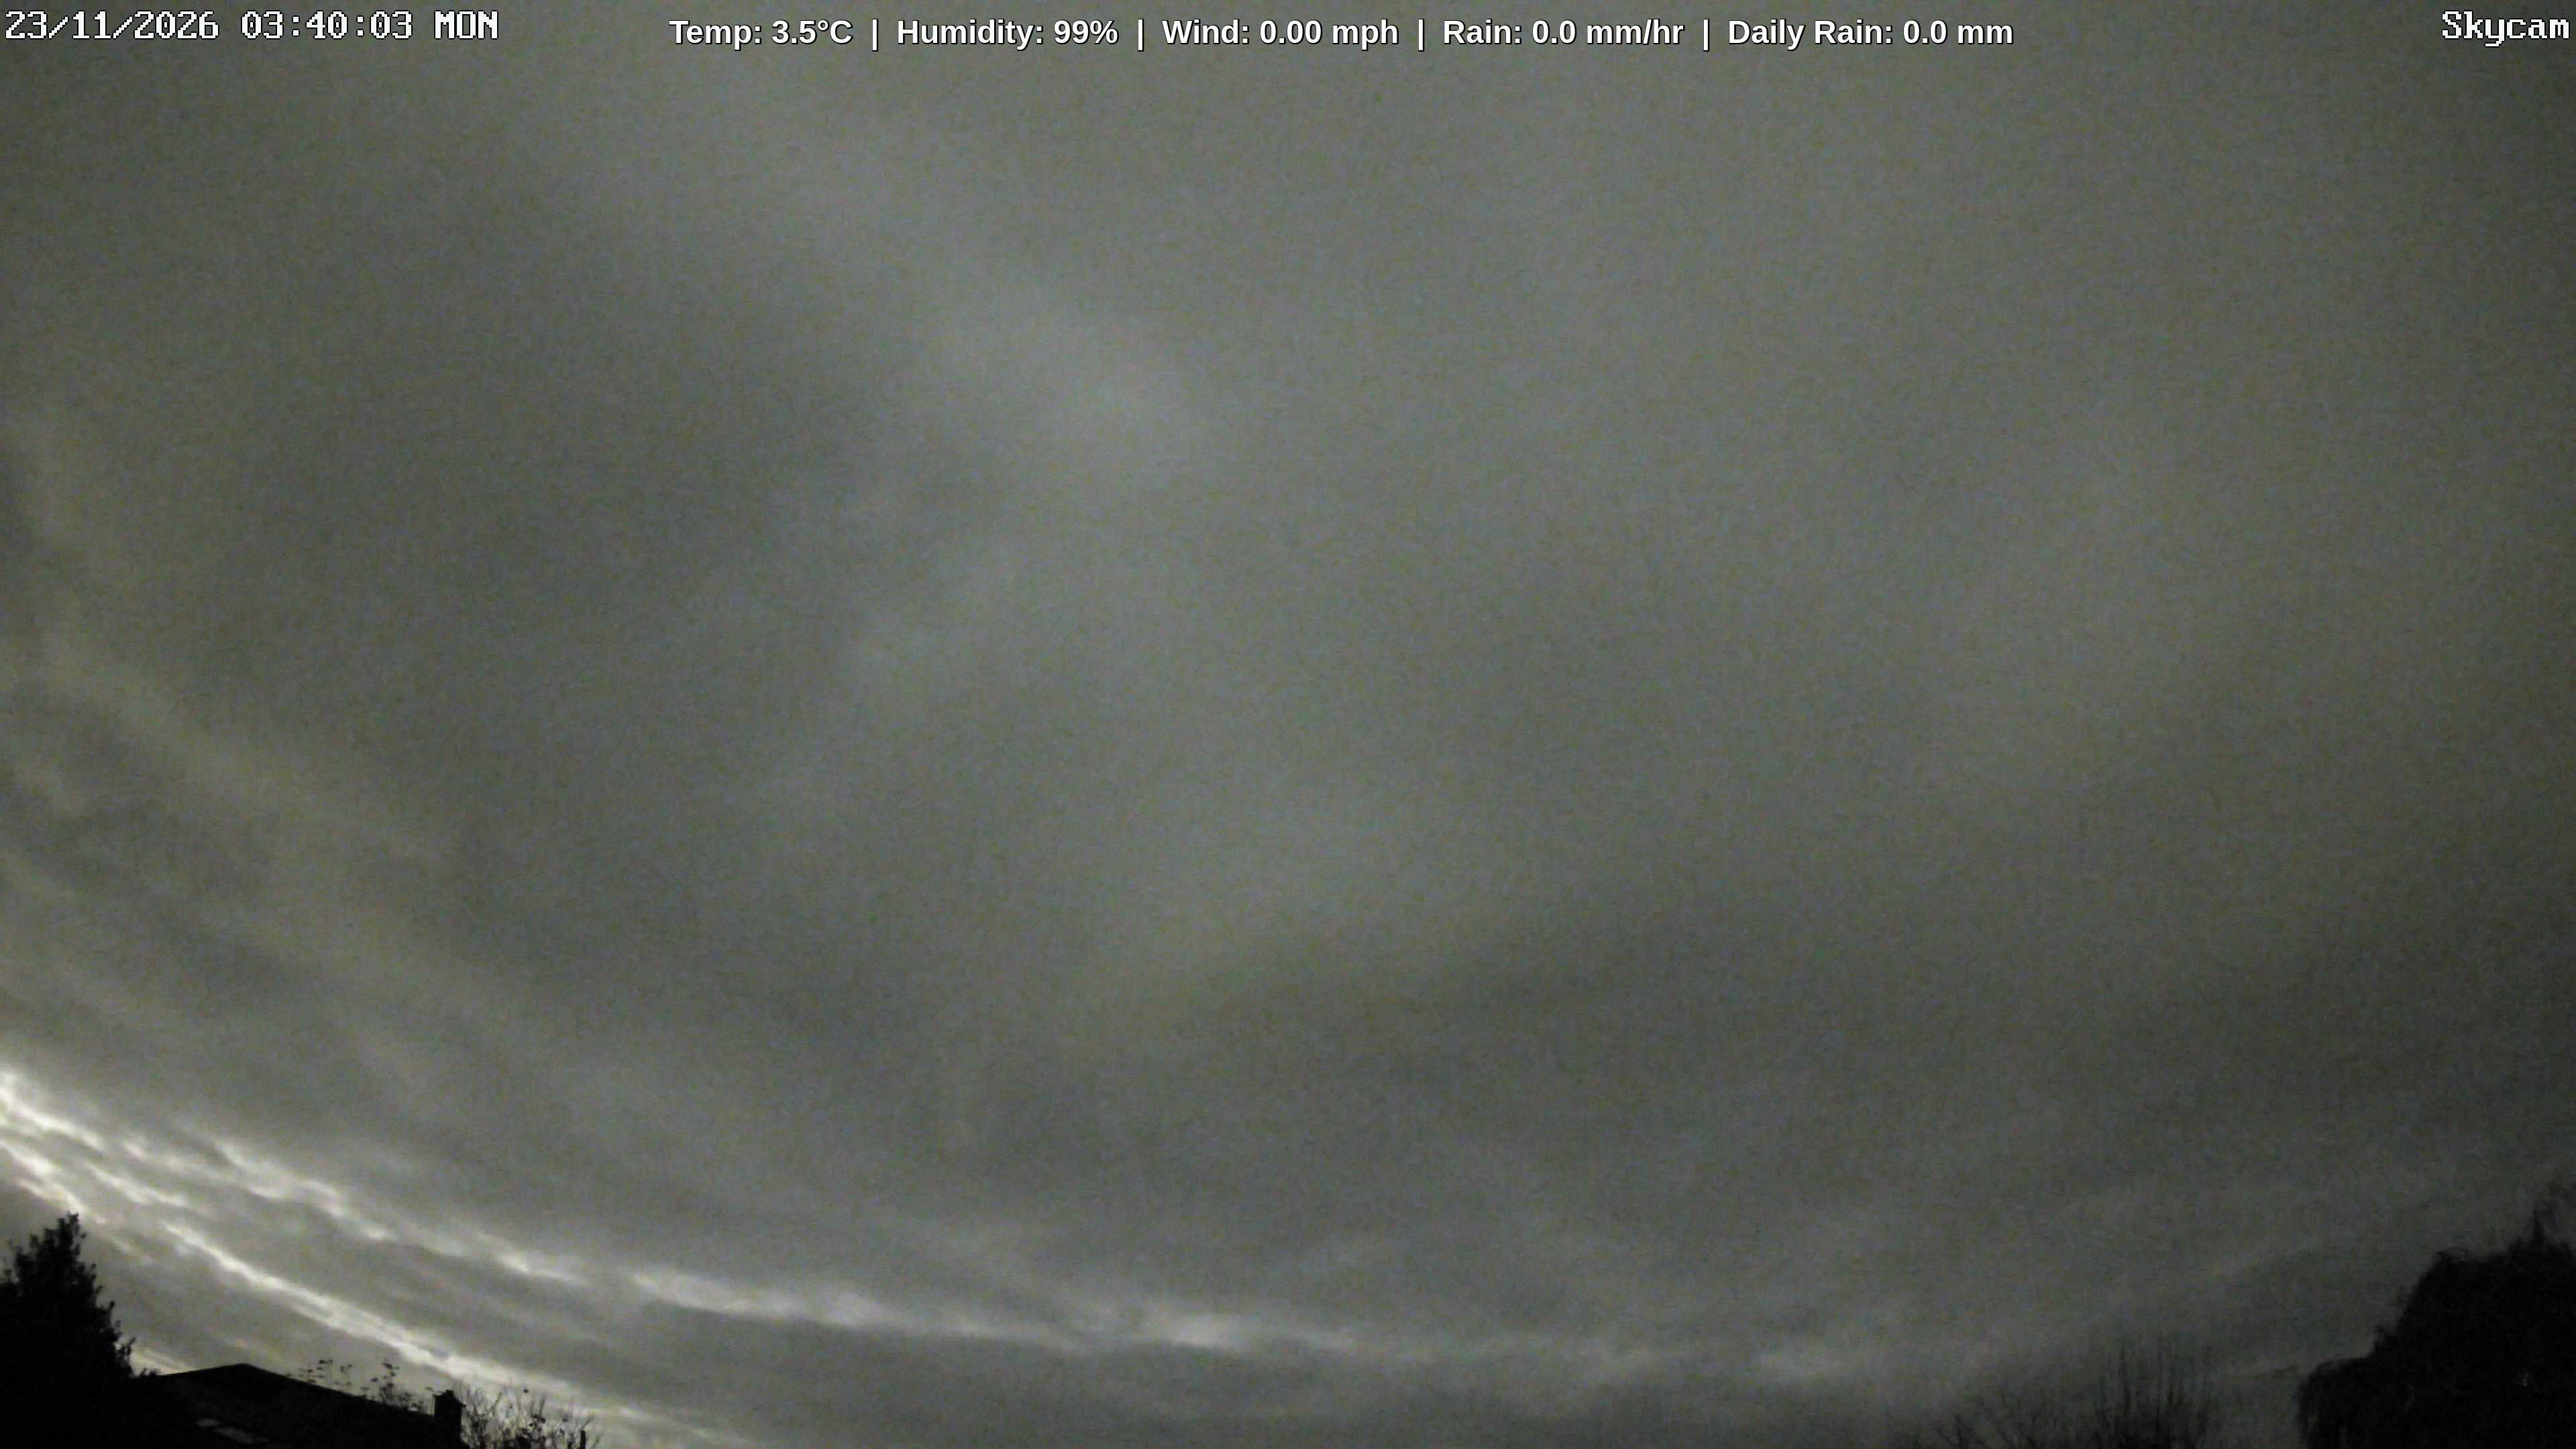 23/11/2026 03:40:03 MON
Temp: 3.5°C | Humidity: 99% | Wind: 0.00 mph | Rain: 0.0 mm/hr | Daily Rain: 0.0 mm
Skycam